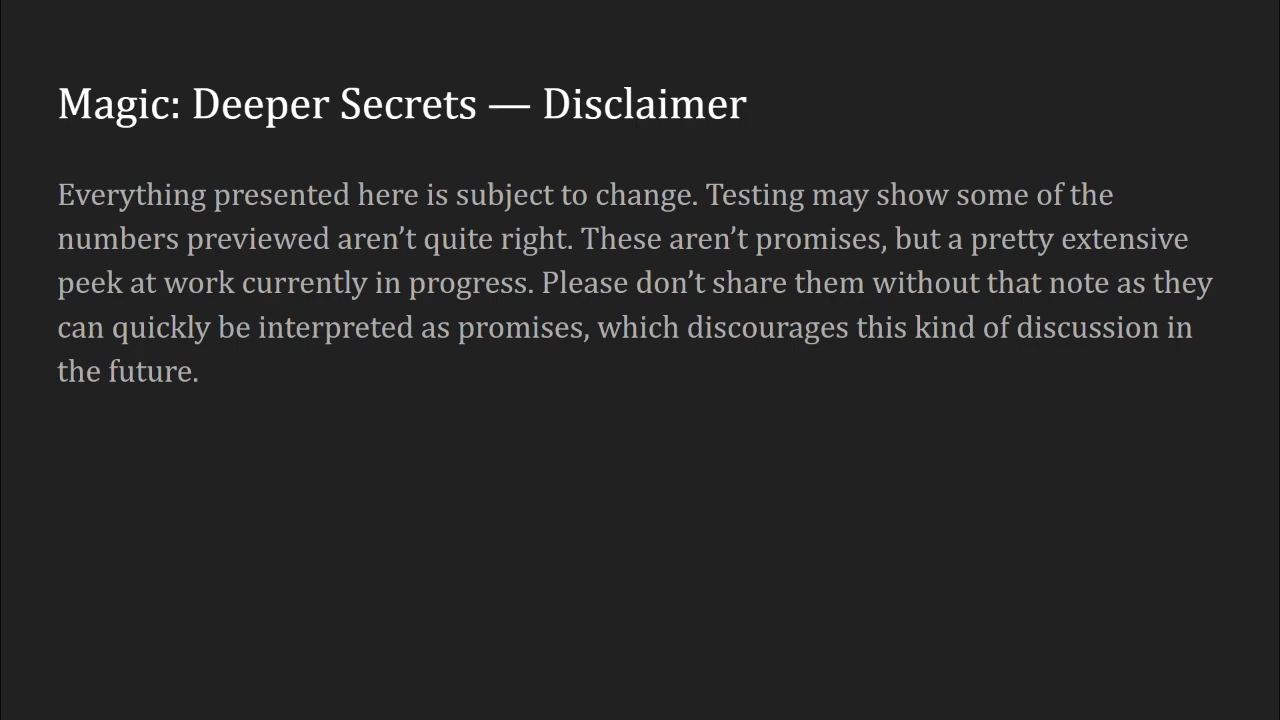 Magic: Deeper Secrets — Disclaimer
Everything presented here is subject to change. Testing may show some of the
numbers previewed aren’t quite right. These aren’t promises, but a pretty extensive
peek at work currently in progress. Please don’t share them without that note as they
can quickly be interpreted as promises, which discourages this kind of discussion in
the future.